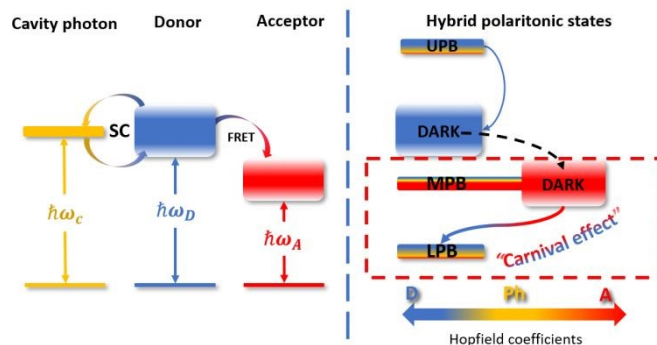 Cavity photon
Donor
Acceptor
SC
FRET
ħω_c
ħω_D
ħω_A
Hybrid polaritonic states
UPB
DARK
MPB
DARK
LPB
"Carnival effect"
D
Ph
A
Hopfield coefficients